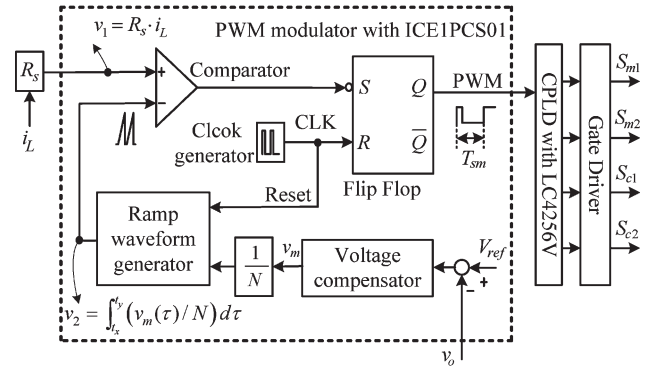 v1 = Rs·iL
PWM modulator with ICE1PCS01
Rs
iL
+
−
Comparator
Clcok generator
CLK
S
Q
R
Q̅
Flip Flop
PWM
Tsm
CPLD with LC4256V
Gate Driver
Sm1
Sm2
Sc1
Sc2
Reset
Ramp waveform generator
1/N
vm
Voltage compensator
Vref
+
−
v2 = ∫tx^ty (vm(τ)/N)dτ
vo